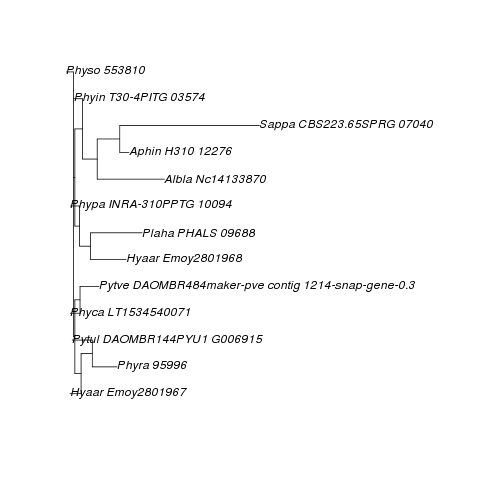 Physo 553810
Phyin T30-4PITG 03574
Sappa CBS223.65SPRG 07040
Aphin H310 12276
Albla Nc14133870
Phypa INRA-310PPTG 10094
Plaha PHALS 09688
Hyaar Emoy2801968
Pytve DAOMBR484maker-pve contig 1214-snap-gene-0.3
Phyca LT1534540071
Pytul DAOMBR144PYU1 G006915
Phyra 95996
Hyaar Emoy2801967